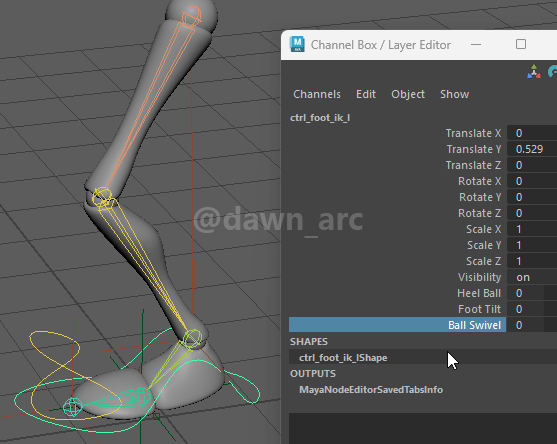 Channel Box / Layer Editor
Channels Edit Object Show
ctrl_foot_ik_l
Translate X 0
Translate Y 0.529
Translate Z 0
Rotate X 0
Rotate Y 0
Rotate Z 0
@dawn_arc
Scale X 1
Scale Y 1
Scale Z 1
Visibility on
Heel Ball 0
Foot Tilt 0
Ball Swivel 0
SHAPES
ctrl_foot_ik_lShape
OUTPUTS
MayaNodeEditorSavedTabsInfo